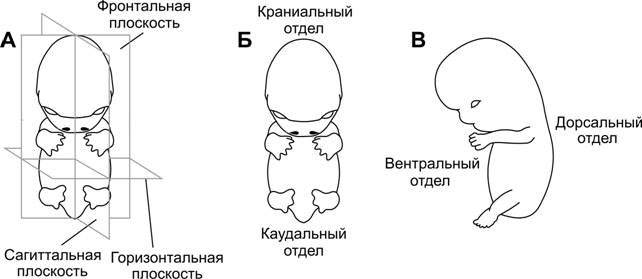 Фронтальная
плоскость
А
Сагиттальная
плоскость
Горизонтальная
плоскость
Б
Краниальный
отдел
Каудальный
отдел
В
Дорсальный
отдел
Вентральный
отдел